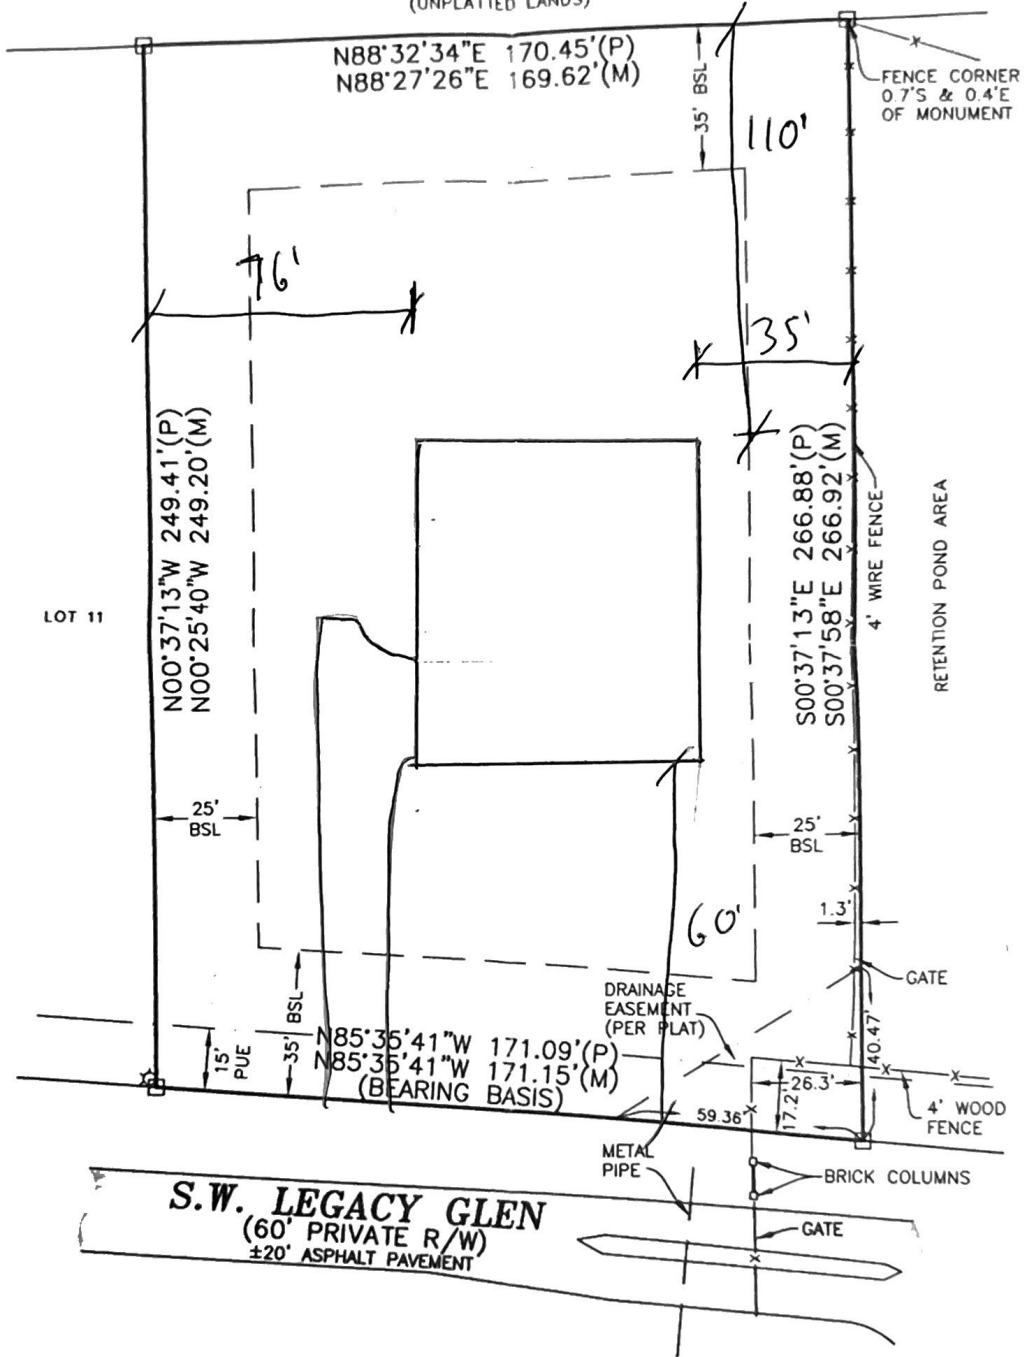 (UNPLATTED LANDS)
N88°32'34"E 170.45'(P)
N88°27'26"E 169.62'(M)
35' BSL
110'
FENCE CORNER
0.7'S & 0.4'E
OF MONUMENT
76'
35'
N00°37'13"W 249.41'(P)
N00°25'40"W 249.20'(M)
S00°37'13"E 266.88'(P)
S00°37'58"E 266.92'(M)
4' WIRE FENCE
RETENTION POND AREA
LOT 11
25'
BSL
25'
BSL
1.3'
60'
GATE
DRAINAGE
EASEMENT
(PER PLAT)
40.47'
15'
PUE
35' BSL
N85°35'41"W 171.09'(P)
N85°35'41"W 171.15'(M)
(BEARING BASIS)
26.3'
17.2'
59.36'
4' WOOD
FENCE
METAL
PIPE
BRICK COLUMNS
S.W. LEGACY GLEN
(60' PRIVATE R/W)
±20' ASPHALT PAVEMENT
GATE